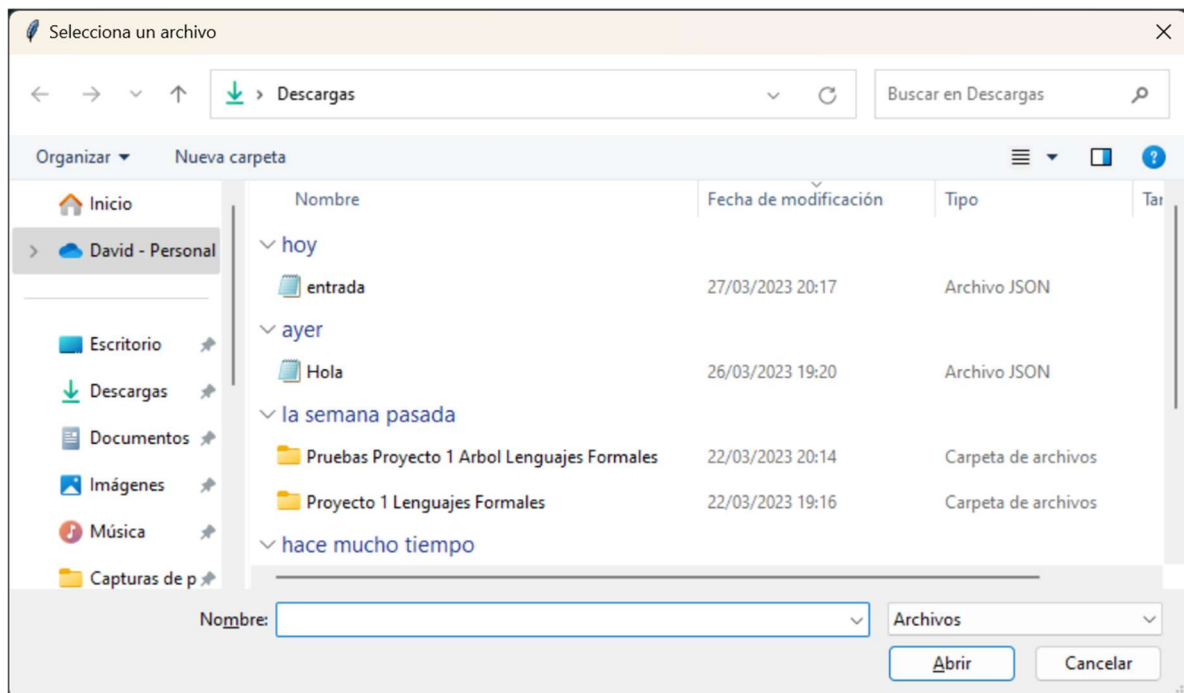 Selecciona un archivo
Descargas
Buscar en Descargas
Organizar
Nueva carpeta
Inicio
David - Personal
Escritorio
Descargas
Documentos
Imágenes
Música
Capturas de p
Nombre Fecha de modificación Tipo Tar
hoy
entrada 27/03/2023 20:17 Archivo JSON
ayer
Hola 26/03/2023 19:20 Archivo JSON
la semana pasada
Pruebas Proyecto 1 Arbol Lenguajes Formales 22/03/2023 20:14 Carpeta de archivos
Proyecto 1 Lenguajes Formales 22/03/2023 19:16 Carpeta de archivos
hace mucho tiempo
Nombre: Archivos
Abrir Cancelar